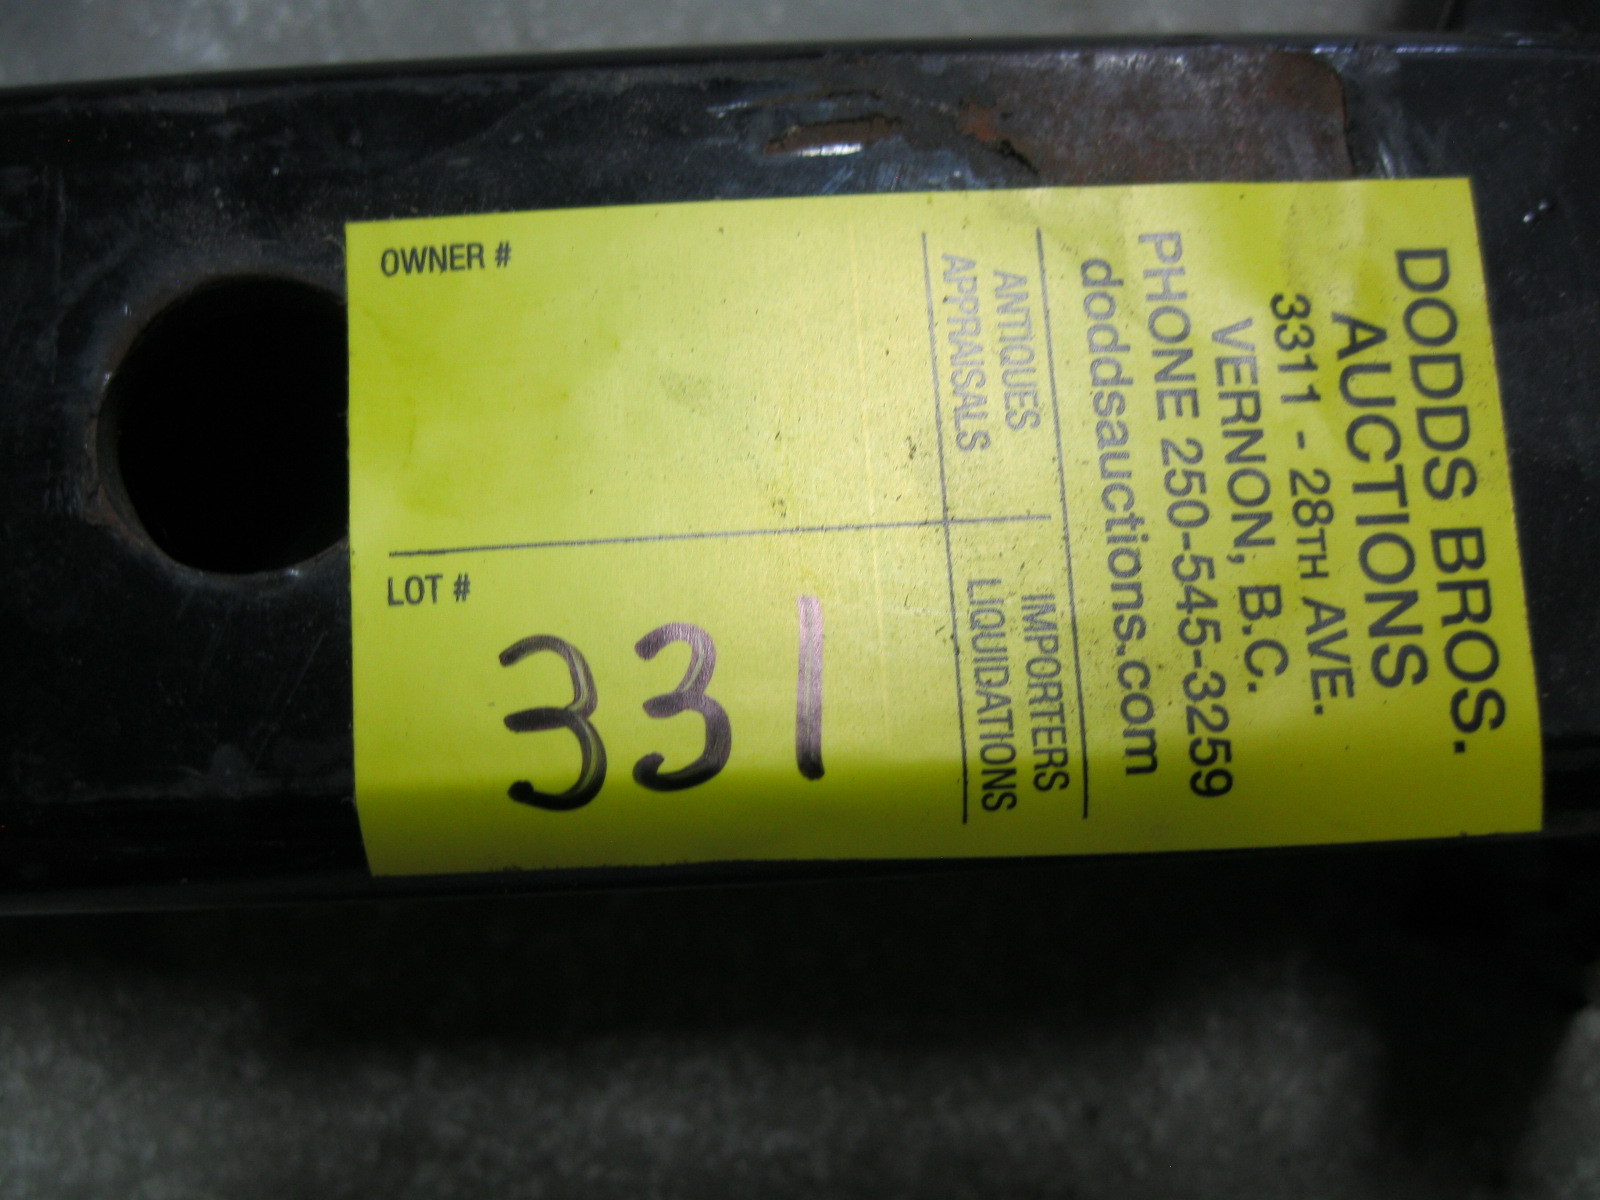 DODDS BROS.
AUCTIONS
3311 - 28TH AVE.
VERNON, B.C.
PHONE 250-545-3259
doddsauctions.com
ANTIQUES IMPORTERS
APPRAISALS LIQUIDATIONS
OWNER #
LOT #
331